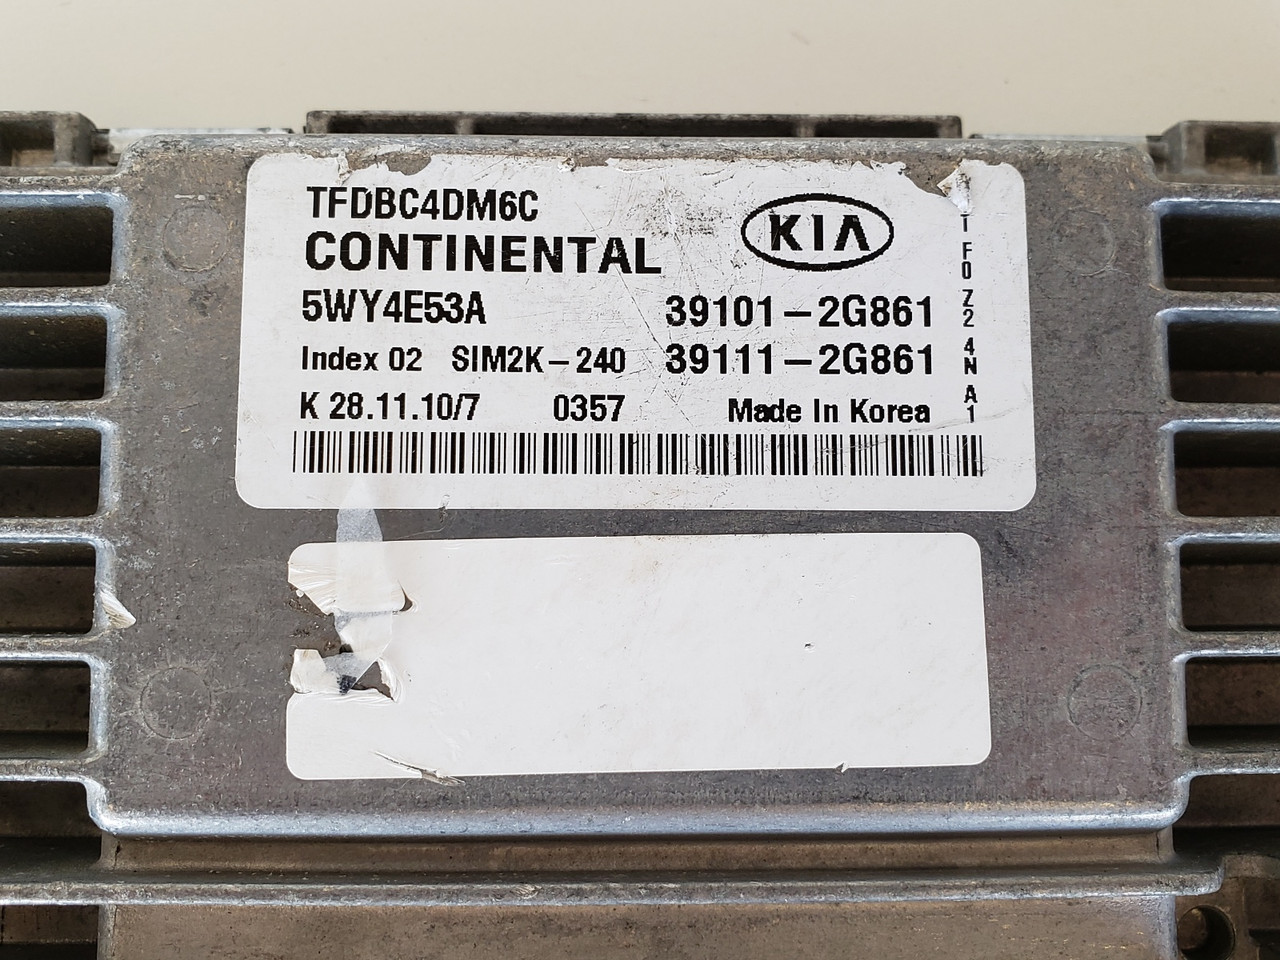 TFDBC4DM6C
KIA
CONTINENTAL
5WY4E53A 39101-2G861
Index 02 SIM2K-240 39111-2G861
K 28.11.10/7 0357 Made In Korea
TF0Z24NA1